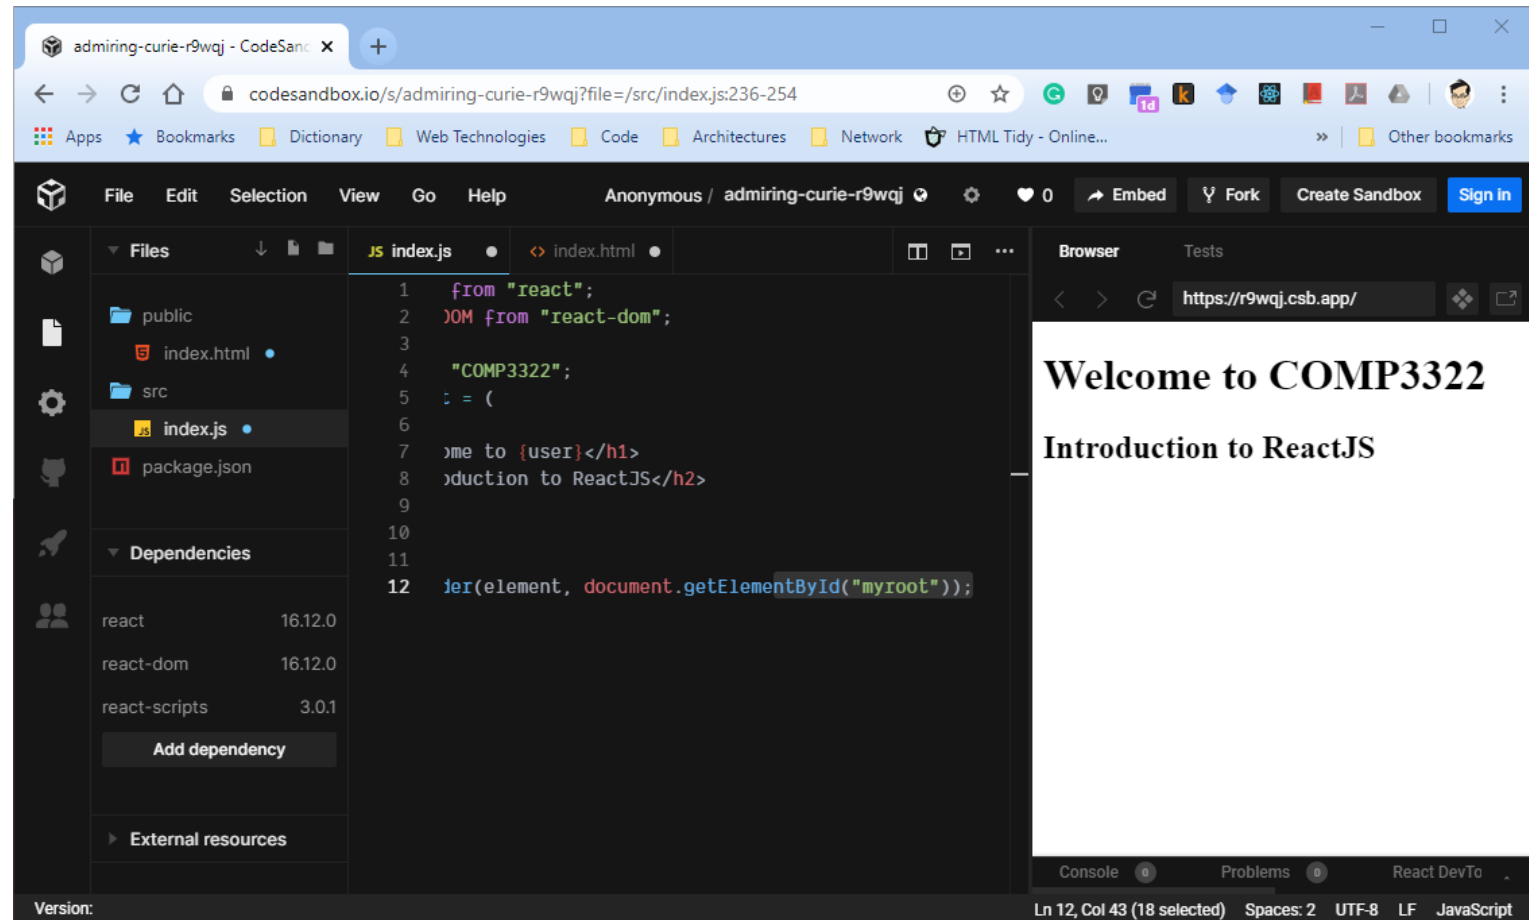 admiring-curie-r9wqj - CodeSand
codesandbox.io/s/admiring-curie-r9wqj?file=/src/index.js:236-254
1d
Apps Bookmarks Dictionary Web Technologies Code Architectures Network HTML Tidy - Online... » Other bookmarks
File Edit Selection View Go Help Anonymous / admiring-curie-r9wqj 0 Embed Fork Create Sandbox Sign in
Files
public
index.html
src
JS index.js
package.json
Dependencies
react 16.12.0
react-dom 16.12.0
react-scripts 3.0.1
Add dependency
External resources
JS index.js <> index.html ...
1 from "react";
2 OM from "react-dom";
3
4 "COMP3322";
5 = (
6
7 ome to {user}</h1>
8 oduction to ReactJS</h2>
9
10
11
12 der(element, document.getElementById("myroot"));
Browser Tests
https://r9wqj.csb.app/
Welcome to COMP3322
Introduction to ReactJS
Console 0 Problems 0 React DevTo
Version: Ln 12, Col 43 (18 selected) Spaces: 2 UTF-8 LF JavaScript